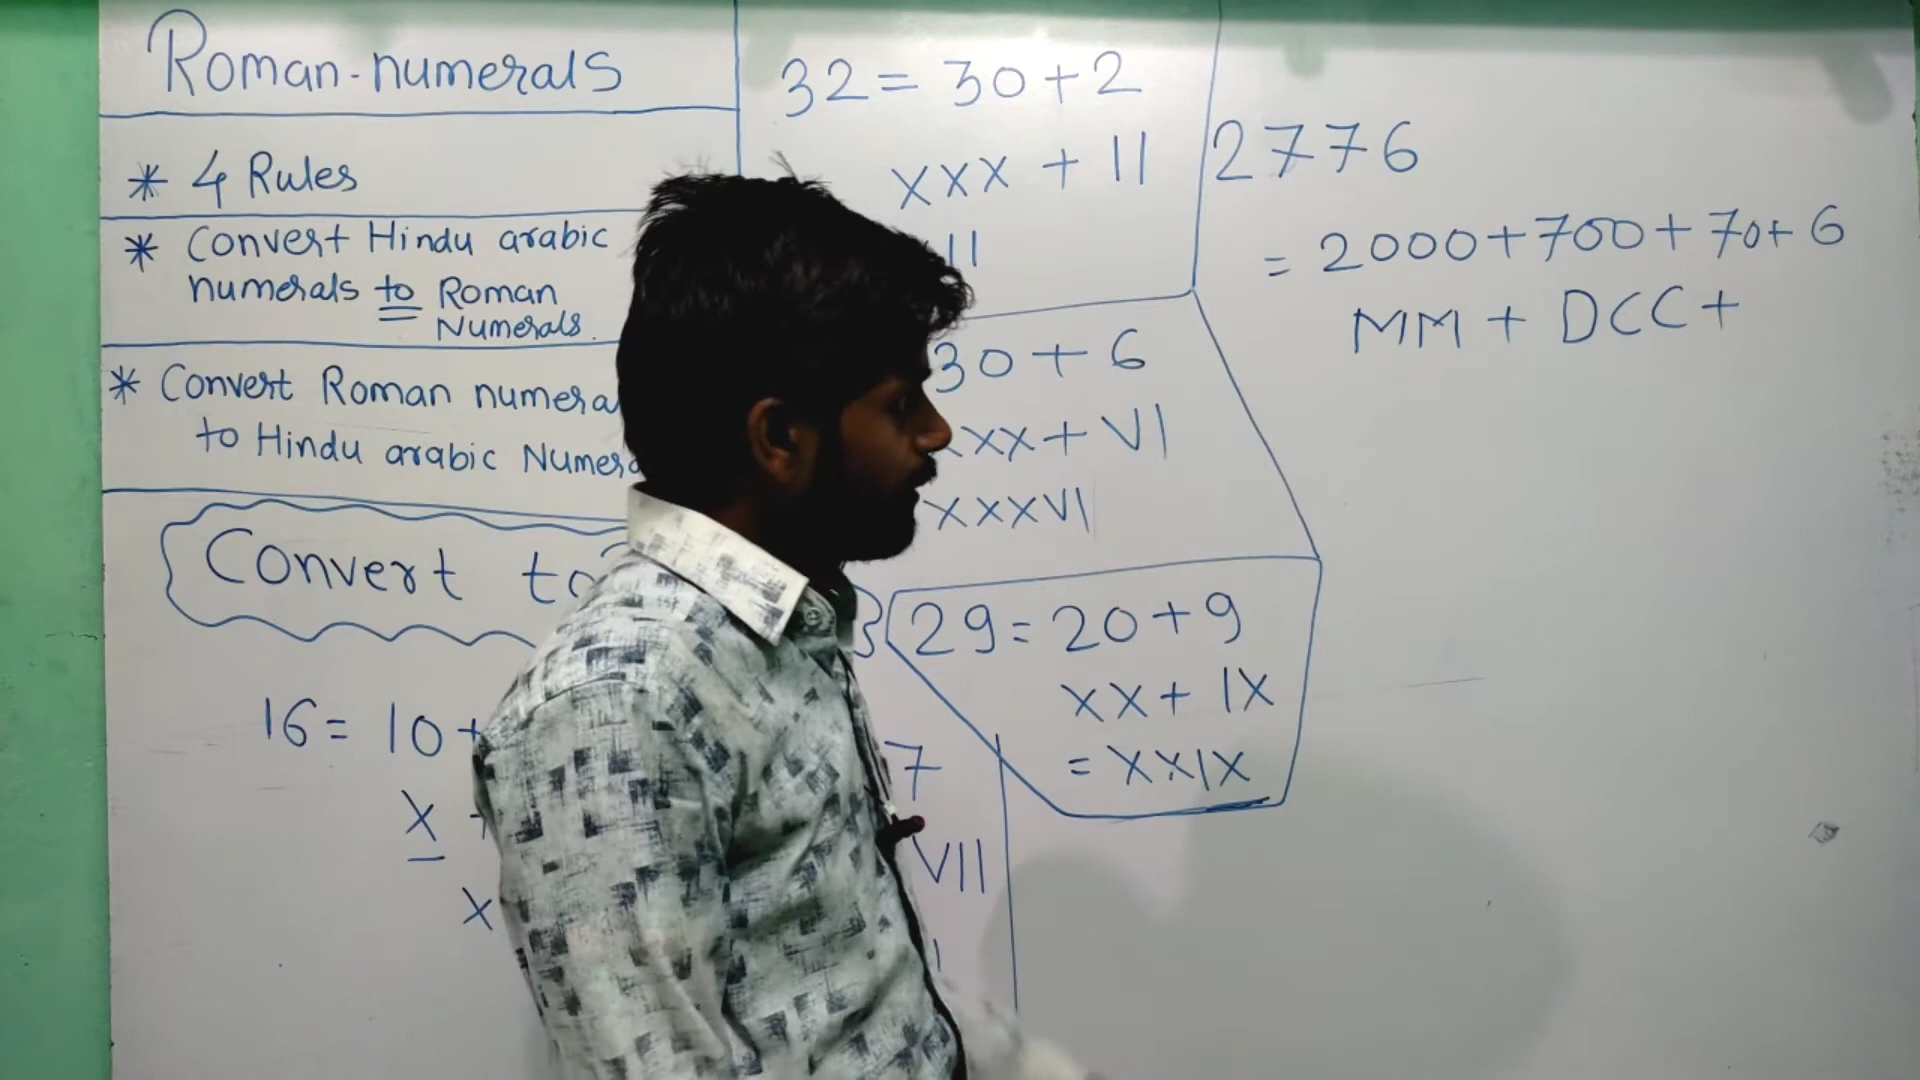 Roman-numerals
* 4 Rules
* Convert Hindu arabic
numerals to Roman
Numerals.
* Convert Roman
to Hindu arabic
Convert to
16 = 10 +
X +
X
7
VII
32 = 30 + 2
XXX + II
II
30 + 6
XX + VI
XXXVI
29 = 20 + 9
XX + IX
= XXIX
2776
= 2000 + 700 + 70 + 6
MM + DCC +